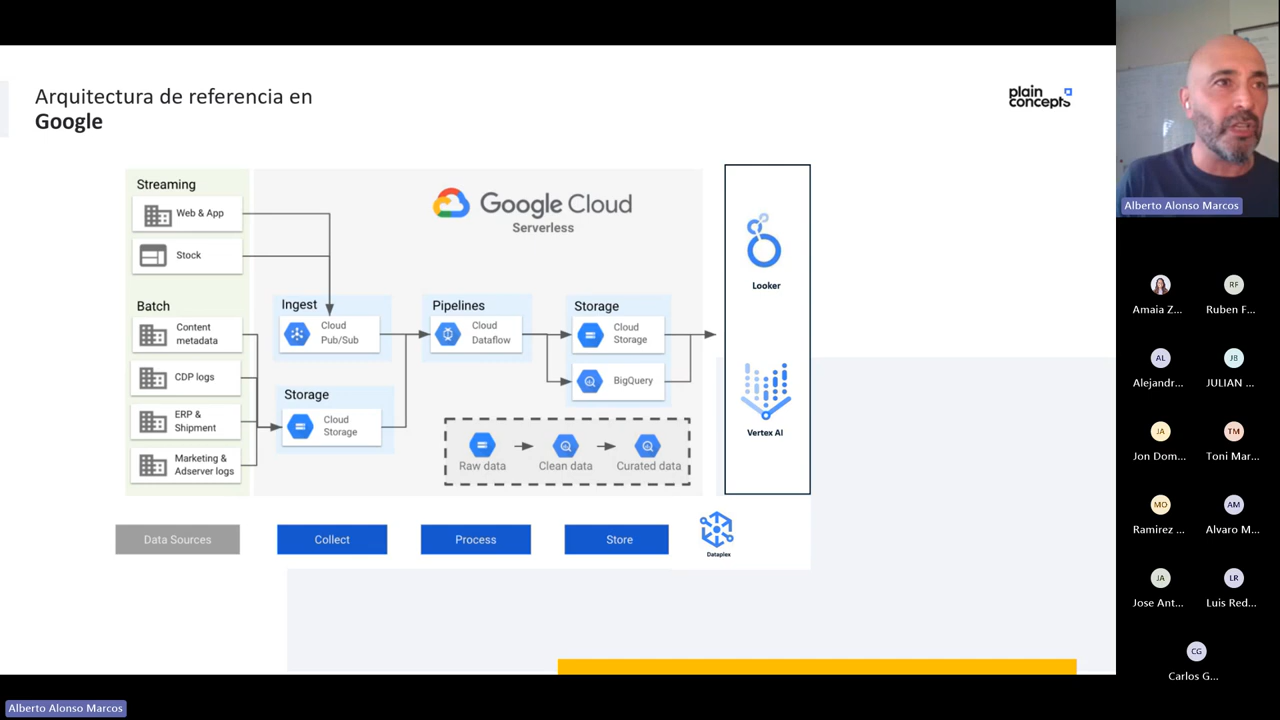 Arquitectura de referencia en
Google
plain
concepts
Streaming
Web & App
Stock
Batch
Content
metadata
CDP logs
ERP &
Shipment
Marketing &
Adserver logs
Google Cloud
Serverless
Ingest
Cloud
Pub/Sub
Storage
Cloud
Storage
Pipelines
Cloud
Dataflow
Storage
Cloud
Storage
BigQuery
Raw data
Clean data
Curated data
Looker
Vertex AI
Data Sources
Collect
Process
Store
Dataplex
Alberto Alonso Marcos
Amaia Z...
RF
Ruben F...
AL
Alejandr...
JB
JULIAN ...
JA
Jon Dom...
TM
Toni Mar...
MO
Ramirez ...
AM
Alvaro M...
JA
Jose Ant...
LR
Luis Red...
CG
Carlos G...
Alberto Alonso Marcos